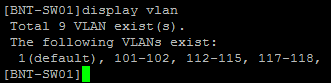 [BNT-SW01]display vlan
Total 9 VLAN exist(s).
The following VLANs exist:
1(default), 101-102, 112-115, 117-118,
[BNT-SW01]